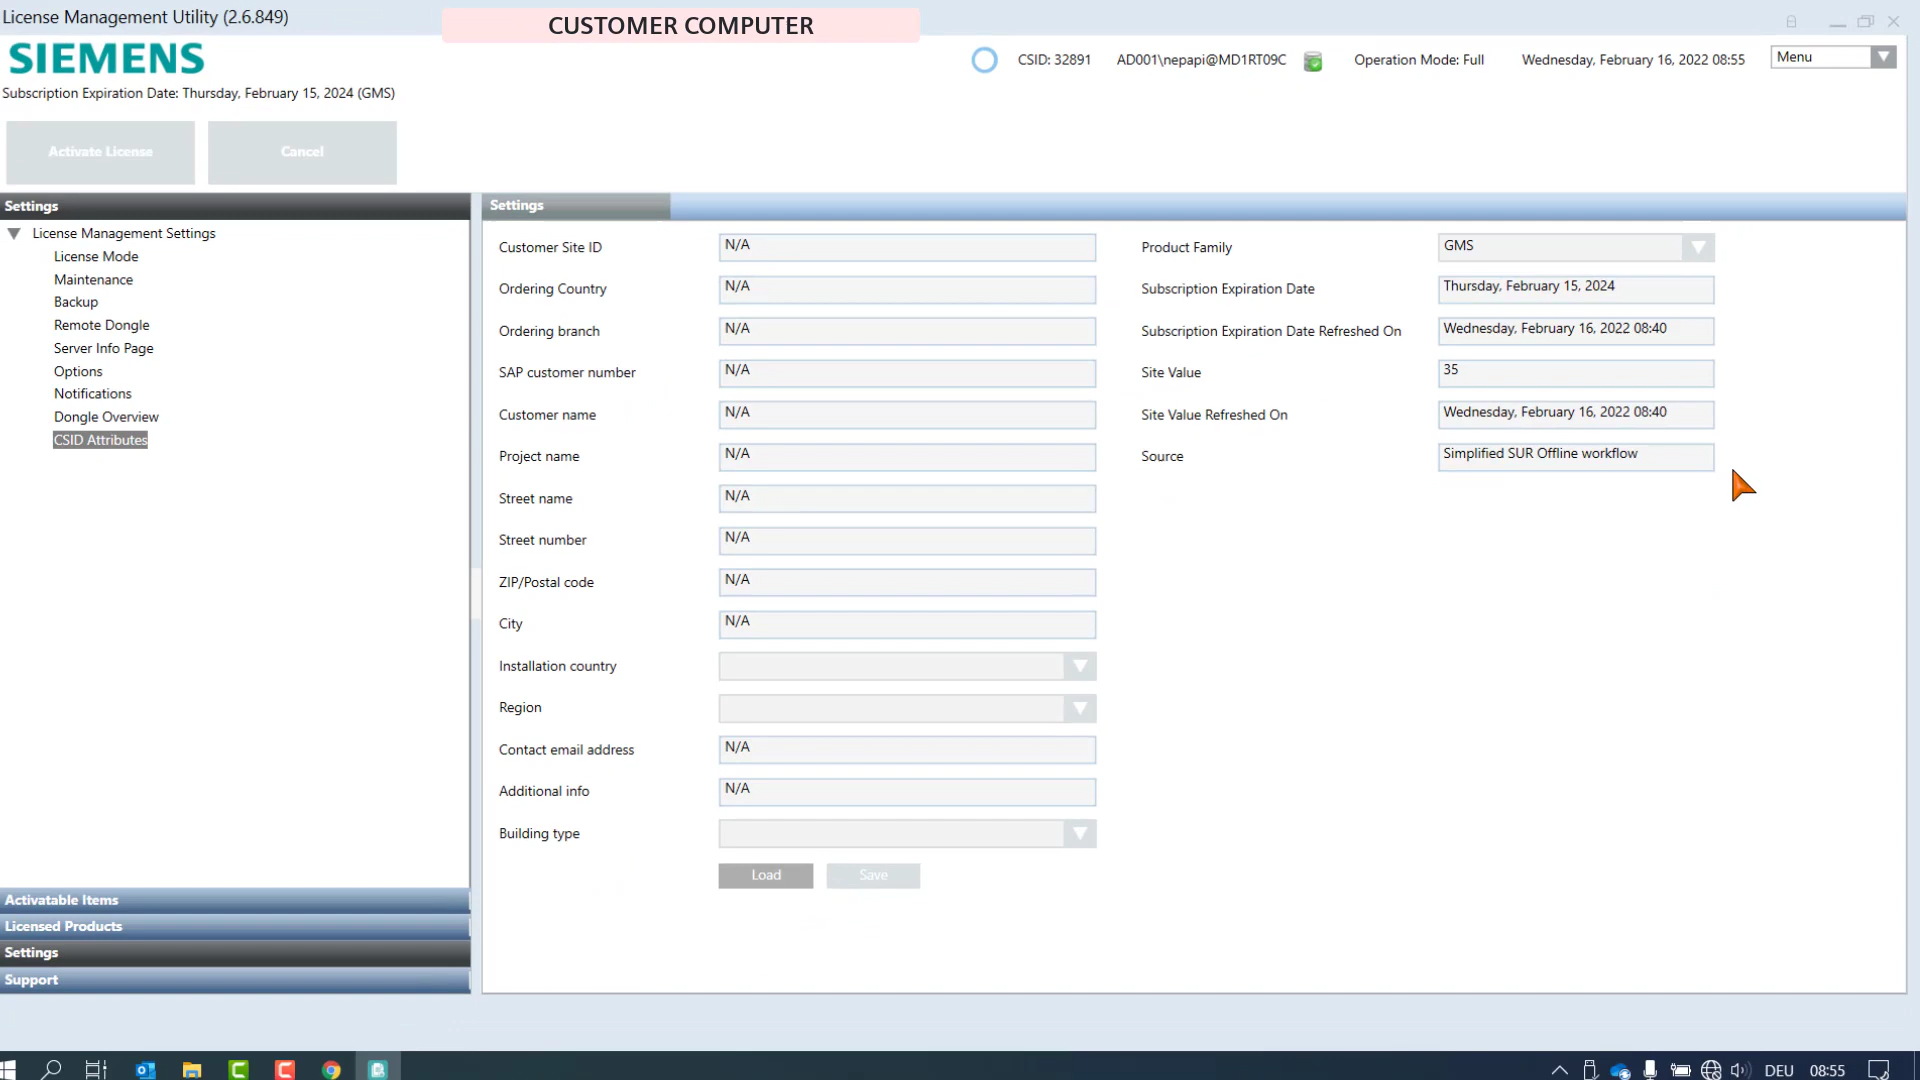 License Management Utility (2.6.849)
CUSTOMER COMPUTER
SIEMENS
CSID: 32891
AD001\nepapi@MD1RT09C
Operation Mode: Full
Wednesday, February 16, 2022 08:55
Menu
Subscription Expiration Date: Thursday, February 15, 2024 (GMS)
Activate License
Cancel
Settings
License Management Settings
License Mode
Maintenance
Backup
Remote Dongle
Server Info Page
Options
Notifications
Dongle Overview
CSID Attributes
Activatable Items
Licensed Products
Settings
Support
Settings
Customer Site ID N/A
Ordering Country N/A
Ordering branch N/A
SAP customer number N/A
Customer name N/A
Project name N/A
Street name N/A
Street number N/A
ZIP/Postal code N/A
City N/A
Installation country
Region
Contact email address N/A
Additional info N/A
Building type
Load
Save
Product Family GMS
Subscription Expiration Date Thursday, February 15, 2024
Subscription Expiration Date Refreshed On Wednesday, February 16, 2022 08:40
Site Value 35
Site Value Refreshed On Wednesday, February 16, 2022 08:40
Source Simplified SUR Offline workflow
DEU
08:55